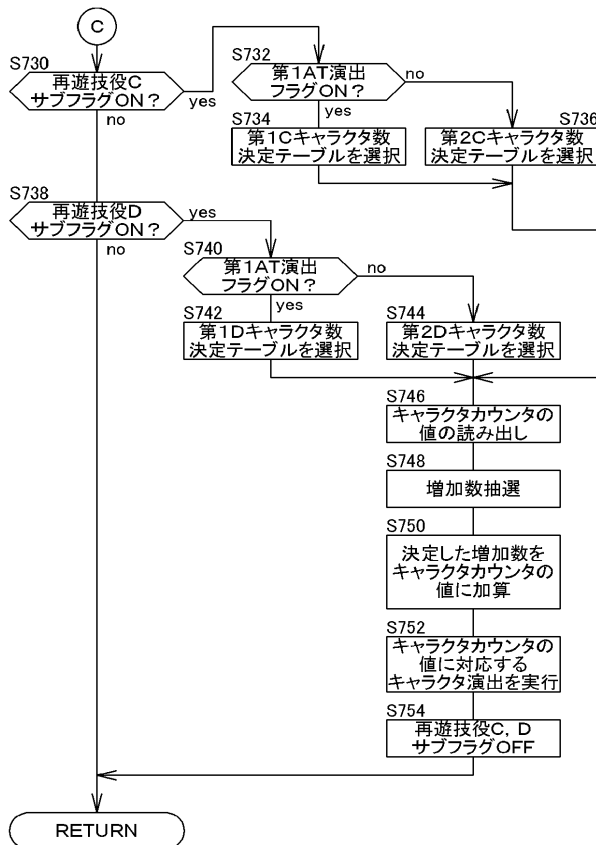 C
S730
再遊技役C
サブフラグON？
yes
no
S732
第1AT演出
フラグON？
no
yes
S734
第1Cキャラクタ数
決定テーブルを選択
S736
第2Cキャラクタ数
決定テーブルを選択
S738
再遊技役D
サブフラグON？
yes
no
S740
第1AT演出
フラグON？
no
yes
S742
第1Dキャラクタ数
決定テーブルを選択
S744
第2Dキャラクタ数
決定テーブルを選択
S746
キャラクタカウンタの
値の読み出し
S748
増加数抽選
S750
決定した増加数を
キャラクタカウンタの
値に加算
S752
キャラクタカウンタの
値に対応する
キャラクタ演出を実行
S754
再遊技役C, D
サブフラグOFF
RETURN